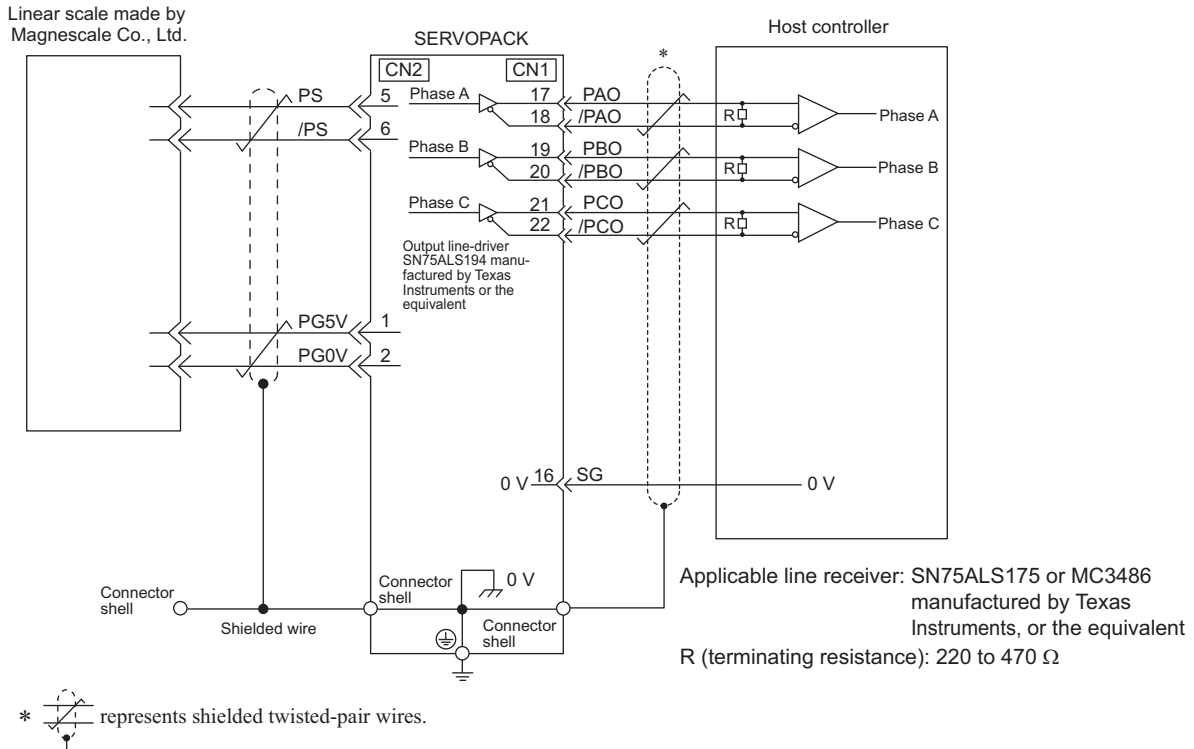 Linear scale made by
Magnescale Co., Ltd.
SERVOPACK
Host controller
*
CN2
CN1
PS
5
Phase A
17
PAO
R
Phase A
18
/PAO
/PS
6
Phase B
19
PBO
R
Phase B
20
/PBO
Phase C
21
PCO
R
Phase C
22
/PCO
Output line-driver
SN75ALS194 manu-
factured by Texas
Instruments or the
equivalent
PG5V
1
PG0V
2
0 V
16
SG
0 V
Connector
shell
Shielded wire
Connector
shell
0 V
Connector
shell
Applicable line receiver: SN75ALS175 or MC3486
manufactured by Texas
Instruments, or the equivalent
R (terminating resistance): 220 to 470 Ω
* represents shielded twisted-pair wires.